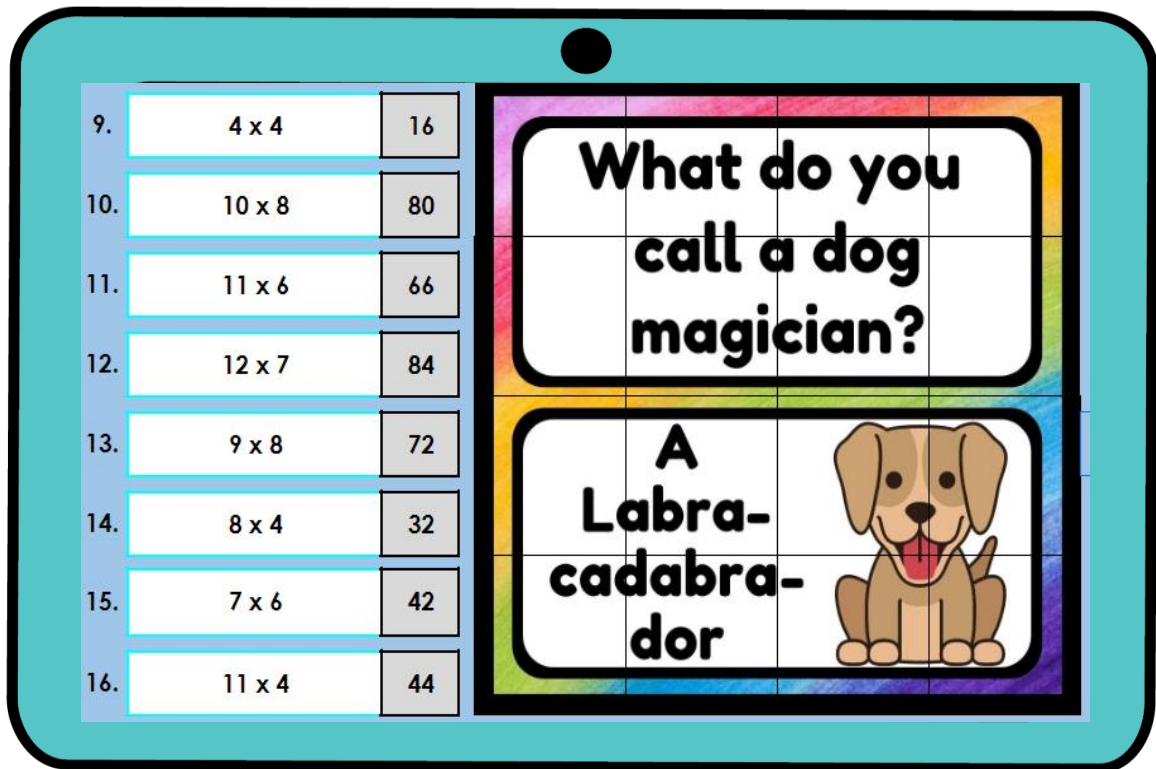 9. 4 x 4 16
10. 10 x 8 80
11. 11 x 6 66
12. 12 x 7 84
13. 9 x 8 72
14. 8 x 4 32
15. 7 x 6 42
16. 11 x 4 44
What do you
call a dog
magician?
A
Labra-
cadabra-
dor